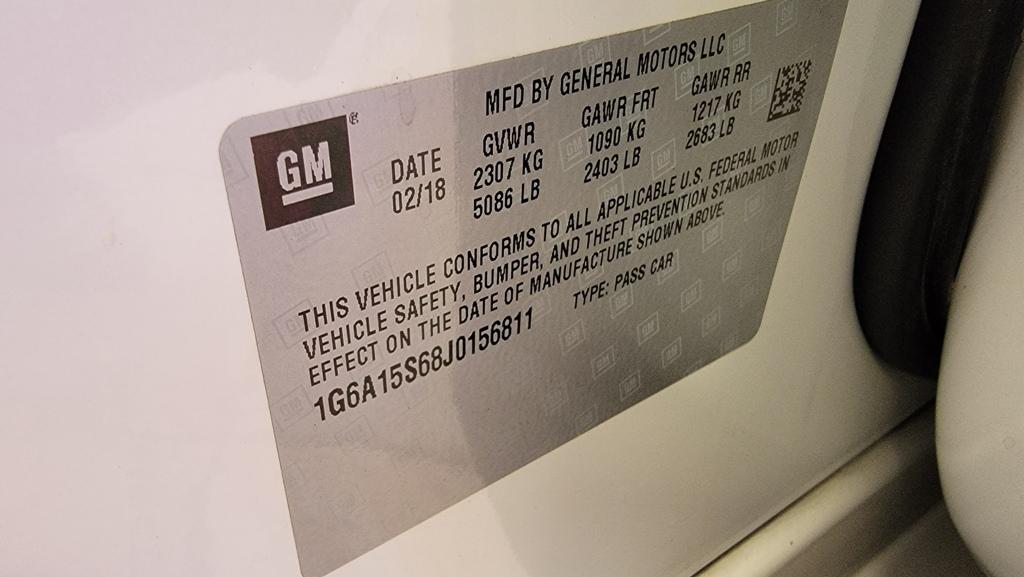 GM
®
MFD BY GENERAL MOTORS LLC
DATE GVWR GAWR FRT GAWR RR
02/18 2307 KG 1090 KG 1217 KG
5086 LB 2403 LB 2683 LB
THIS VEHICLE CONFORMS TO ALL APPLICABLE U.S. FEDERAL MOTOR
VEHICLE SAFETY, BUMPER, AND THEFT PREVENTION STANDARDS IN
EFFECT ON THE DATE OF MANUFACTURE SHOWN ABOVE.
1G6A15S68J0156811 TYPE: PASS CAR